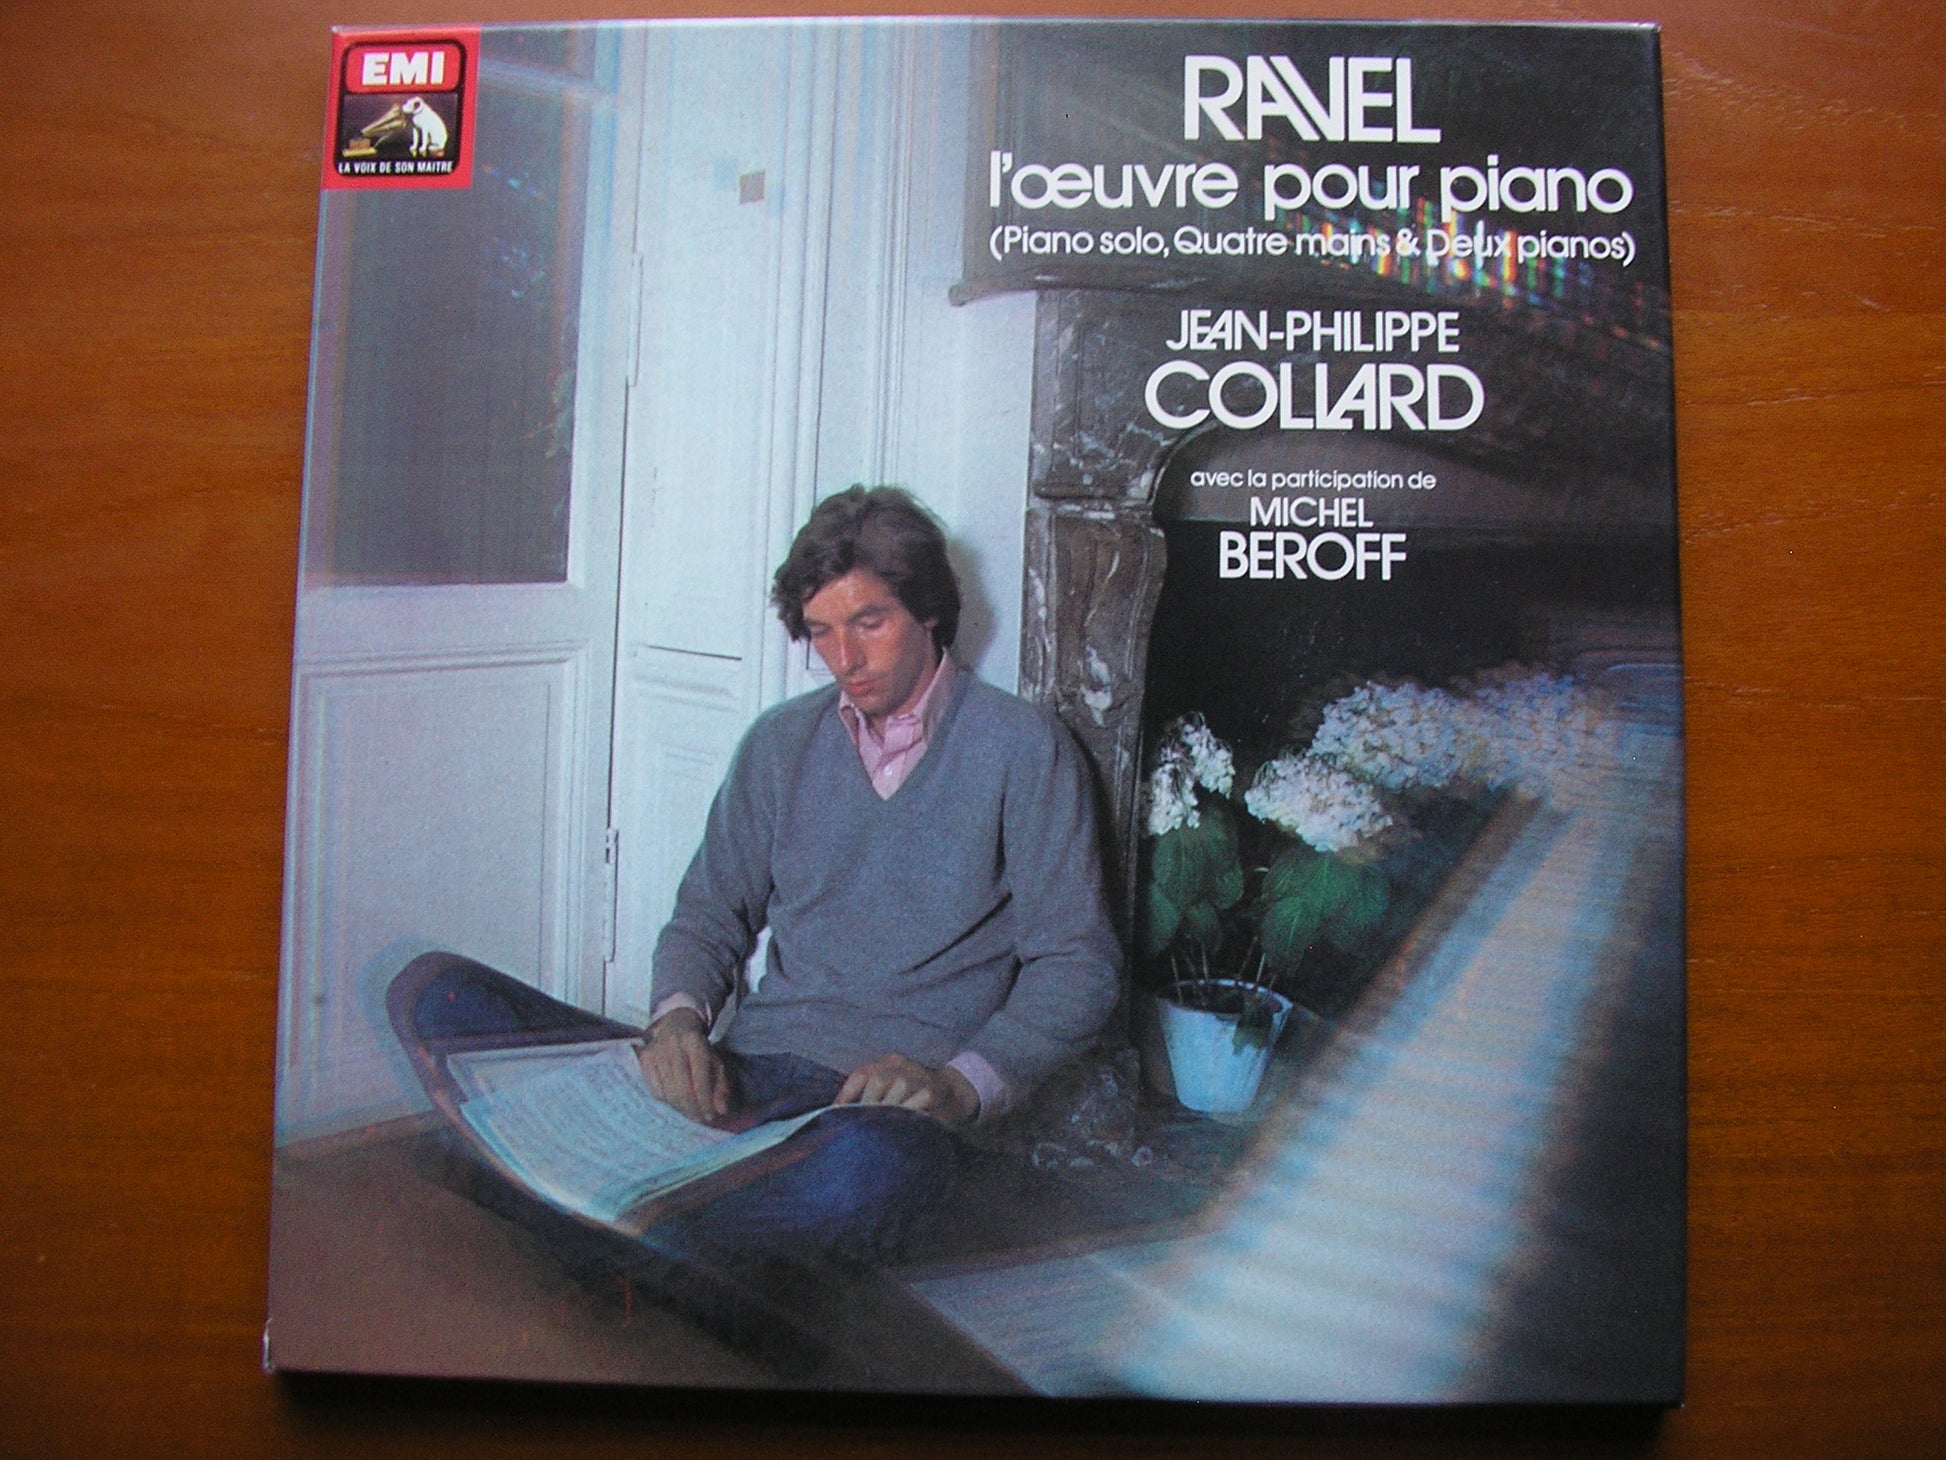 EMI
LA VOIX DE SON MAITRE
RAVEL
l'œuvre pour piano
(Piano solo, Quatre mains & Deux pianos)
JEAN-PHILIPPE
COLLARD
avec la participation de
MICHEL
BEROFF